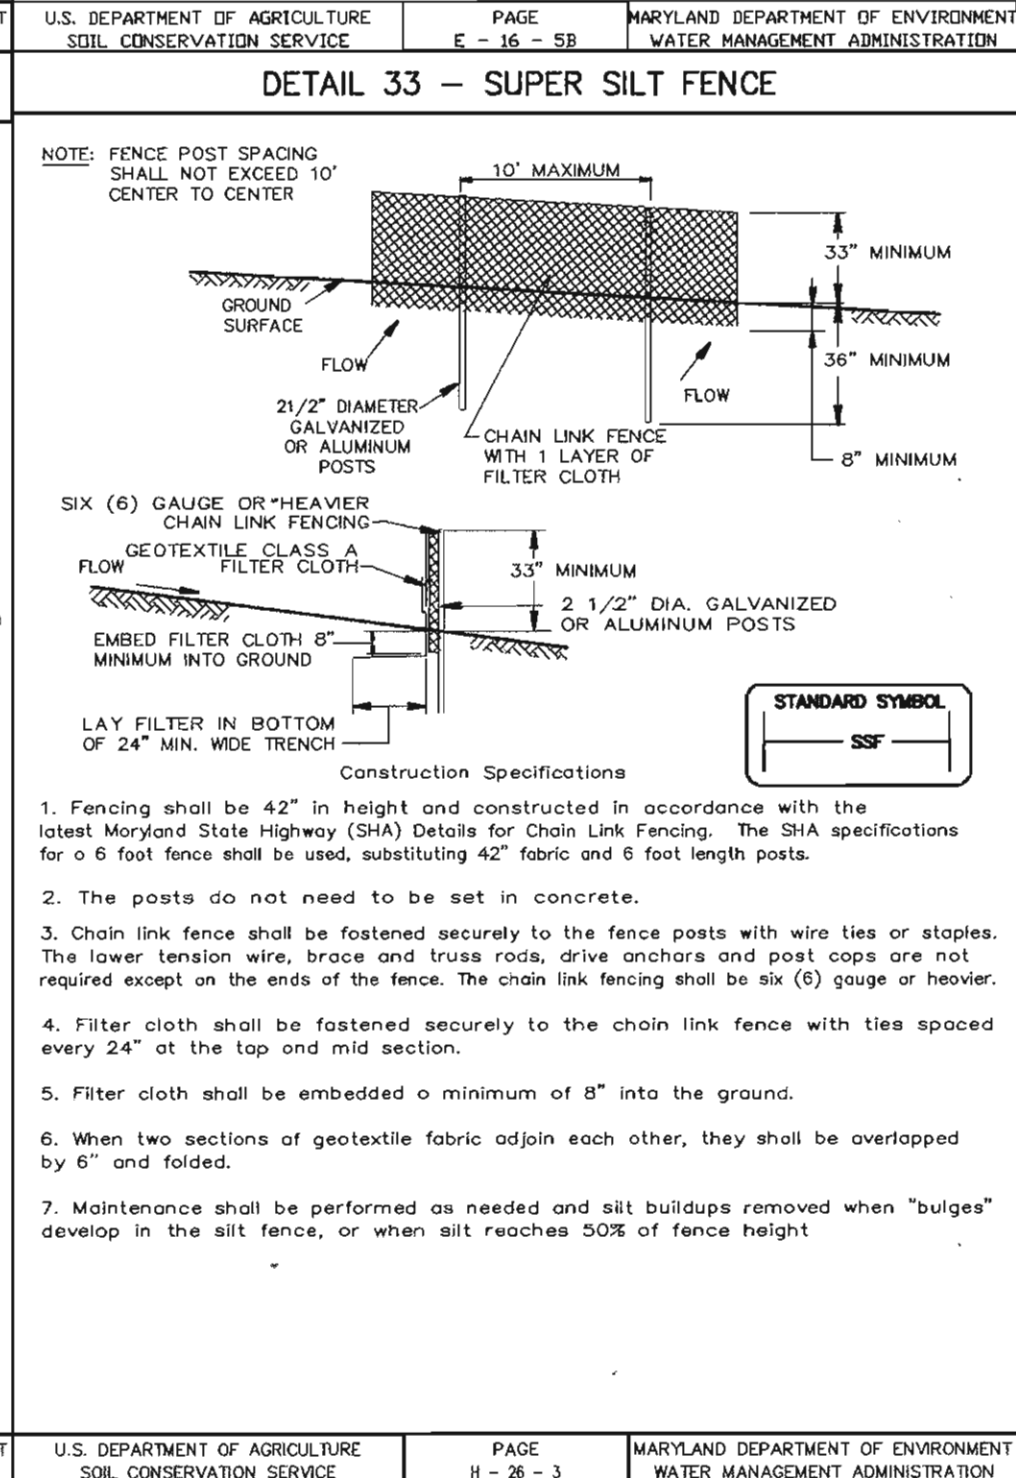 U.S. DEPARTMENT OF AGRICULTURE
SOIL CONSERVATION SERVICE
PAGE
E - 16 - 5B
MARYLAND DEPARTMENT OF ENVIRONMENT
WATER MANAGEMENT ADMINISTRATION
DETAIL 33 - SUPER SILT FENCE
NOTE: FENCE POST SPACING
SHALL NOT EXCEED 10'
CENTER TO CENTER
10' MAXIMUM
33" MINIMUM
GROUND
SURFACE
FLOW
36" MINIMUM
FLOW
21/2" DIAMETER
GALVANIZED
OR ALUMINUM
POSTS
CHAIN LINK FENCE
WITH 1 LAYER OF
FILTER CLOTH
8" MINIMUM
SIX (6) GAUGE OR HEAVIER
CHAIN LINK FENCING
GEOTEXTILE CLASS A
FILTER CLOTH
FLOW
33" MINIMUM
2 1/2" DIA. GALVANIZED
OR ALUMINUM POSTS
EMBED FILTER CLOTH 8"
MINIMUM INTO GROUND
LAY FILTER IN BOTTOM
OF 24" MIN. WIDE TRENCH
STANDARD SYMBOL
SSF
Construction Specifications
1. Fencing shall be 42" in height and constructed in accordance with the
latest Maryland State Highway (SHA) Details for Chain Link Fencing. The SHA specifications
for a 6 foot fence shall be used, substituting 42" fabric and 6 foot length posts.
2. The posts do not need to be set in concrete.
3. Chain link fence shall be fastened securely to the fence posts with wire ties or staples.
The lower tension wire, brace and truss rods, drive anchors and post caps are not
required except on the ends of the fence. The chain link fencing shall be six (6) gauge or heavier.
4. Filter cloth shall be fastened securely to the chain link fence with ties spaced
every 24" at the top and mid section.
5. Filter cloth shall be embedded a minimum of 8" into the ground.
6. When two sections of geotextile fabric adjoin each other, they shall be overlapped
by 6" and folded.
7. Maintenance shall be performed as needed and silt buildups removed when "bulges"
develop in the silt fence, or when silt reaches 50% of fence height
U.S. DEPARTMENT OF AGRICULTURE
SOIL CONSERVATION SERVICE
PAGE
H - 26 - 3
MARYLAND DEPARTMENT OF ENVIRONMENT
WATER MANAGEMENT ADMINISTRATION